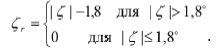 ζr = { |ζ| −1,8 для |ζ| > 1,8°
0 для |ζ| ≤ 1,8° .